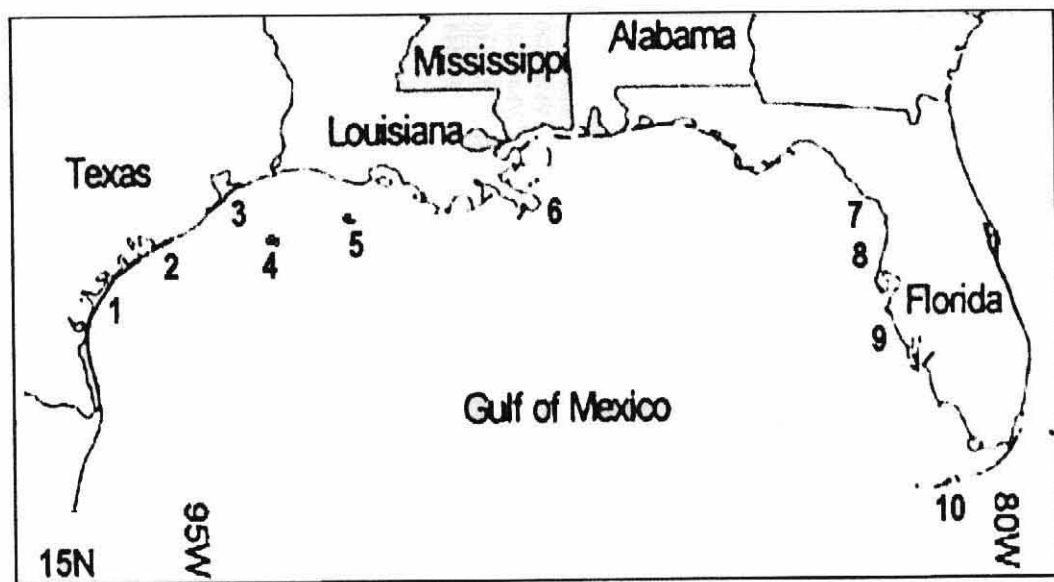 Alabama
Mississippi
Louisiana
Texas
3
6
7
2
4
5
8
1
Florida
9
Gulf of Mexico
10
95W
80W
15N